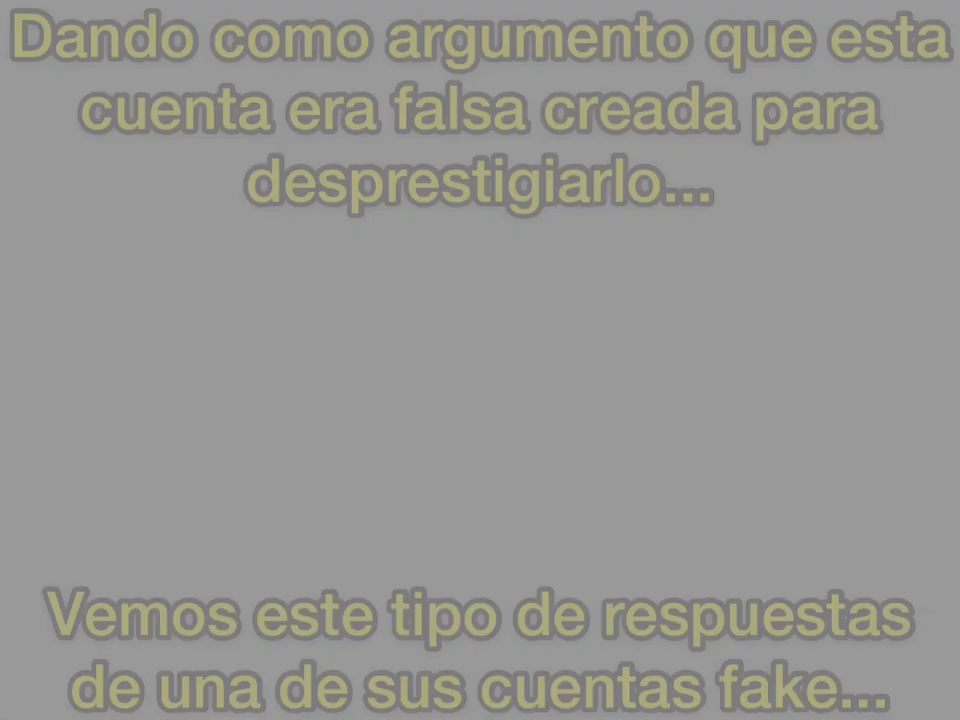 Dando como argumento que esta
cuenta era falsa creada para
desprestigiarlo...
Vemos este tipo de respuestas
de una de sus cuentas fake...